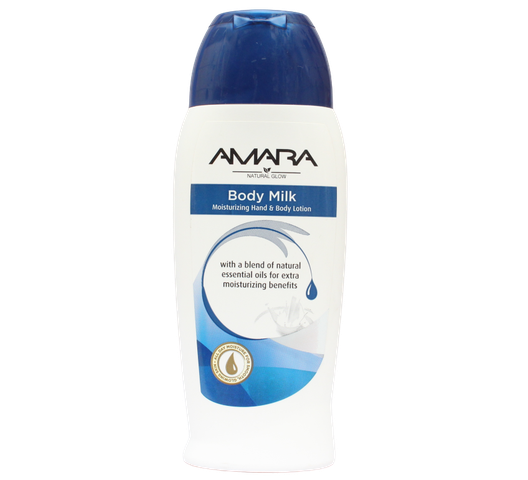 AMARA
NATURAL GLOW
Body Milk
Moisturizing Hand & Body Lotion
with a blend of natural
essential oils for extra
moisturizing benefits